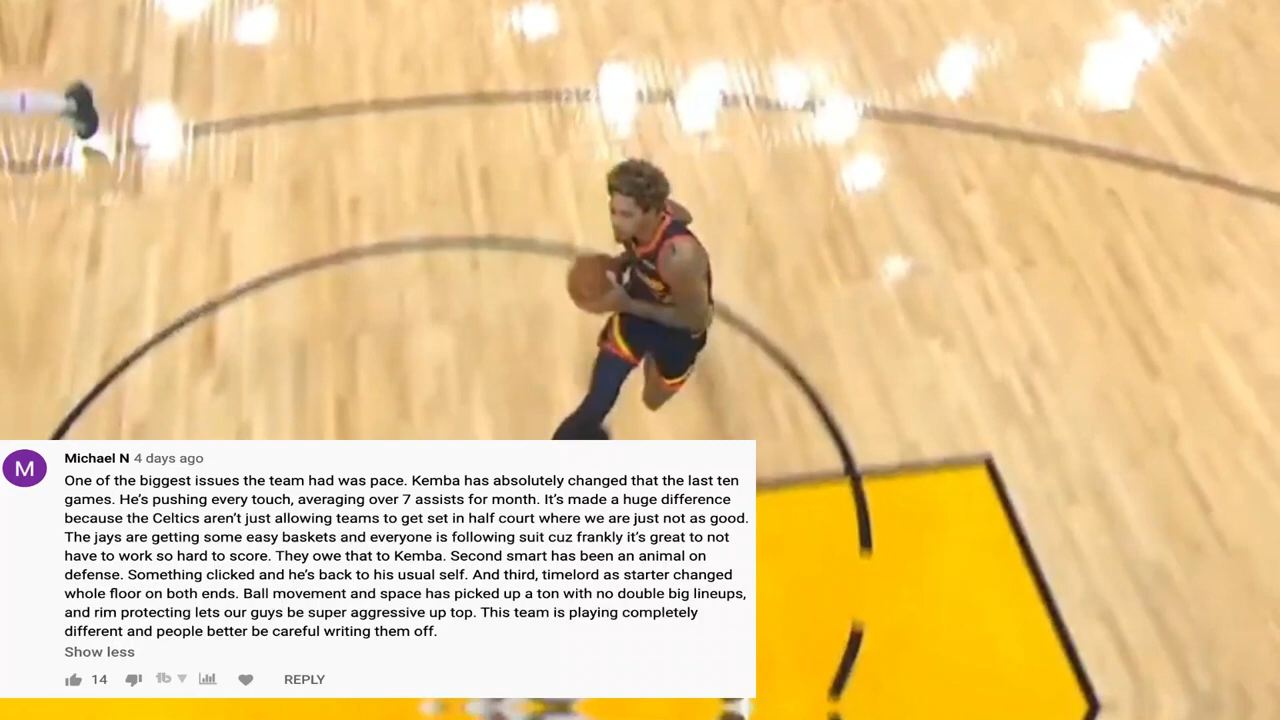 M
Michael N 4 days ago
One of the biggest issues the team had was pace. Kemba has absolutely changed that the last ten
games. He's pushing every touch, averaging over 7 assists for month. It's made a huge difference
because the Celtics aren't just allowing teams to get set in half court where we are just not as good.
The jays are getting some easy baskets and everyone is following suit cuz frankly it's great to not
have to work so hard to score. They owe that to Kemba. Second smart has been an animal on
defense. Something clicked and he's back to his usual self. And third, timelord as starter changed
whole floor on both ends. Ball movement and space has picked up a ton with no double big lineups,
and rim protecting lets our guys be super aggressive up top. This team is playing completely
different and people better be careful writing them off.
Show less
14 REPLY